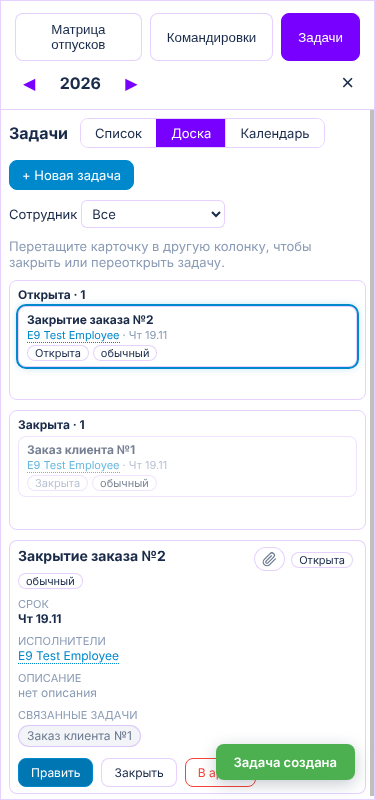 Матрица
отпусков
Командировки
Задачи
◀ 2026 ▶ ×
Задачи
Список
Доска
Календарь
+ Новая задача
Сотрудник Все
Перетащите карточку в другую колонку, чтобы
закрыть или переоткрыть задачу.
Открыта · 1
Закрытие заказа №2
E9 Test Employee · Чт 19.11
Открыта обычный
Закрыта · 1
Заказ клиента №1
E9 Test Employee · Чт 19.11
Закрыта обычный
Закрытие заказа №2
Открыта
обычный
СРОК
Чт 19.11
ИСПОЛНИТЕЛИ
E9 Test Employee
ОПИСАНИЕ
нет описания
СВЯЗАННЫЕ ЗАДАЧИ
Заказ клиента №1
Править
Закрыть
В
Задача создана